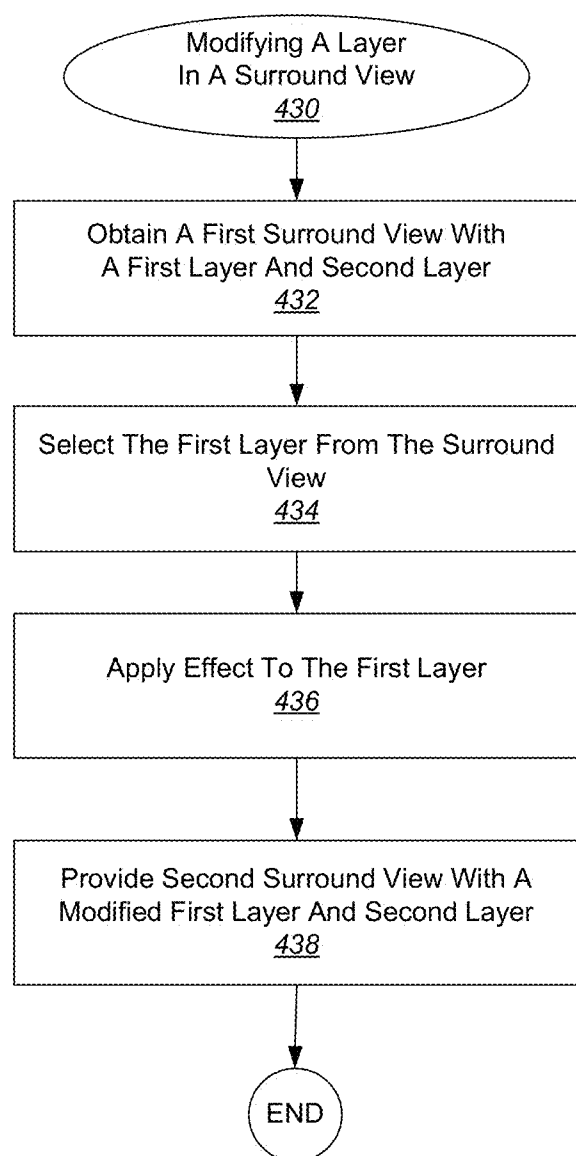 Modifying A Layer
In A Surround View
430
Obtain A First Surround View With
A First Layer And Second Layer
432
Select The First Layer From The Surround
View
434
Apply Effect To The First Layer
436
Provide Second Surround View With A
Modified First Layer And Second Layer
438
END